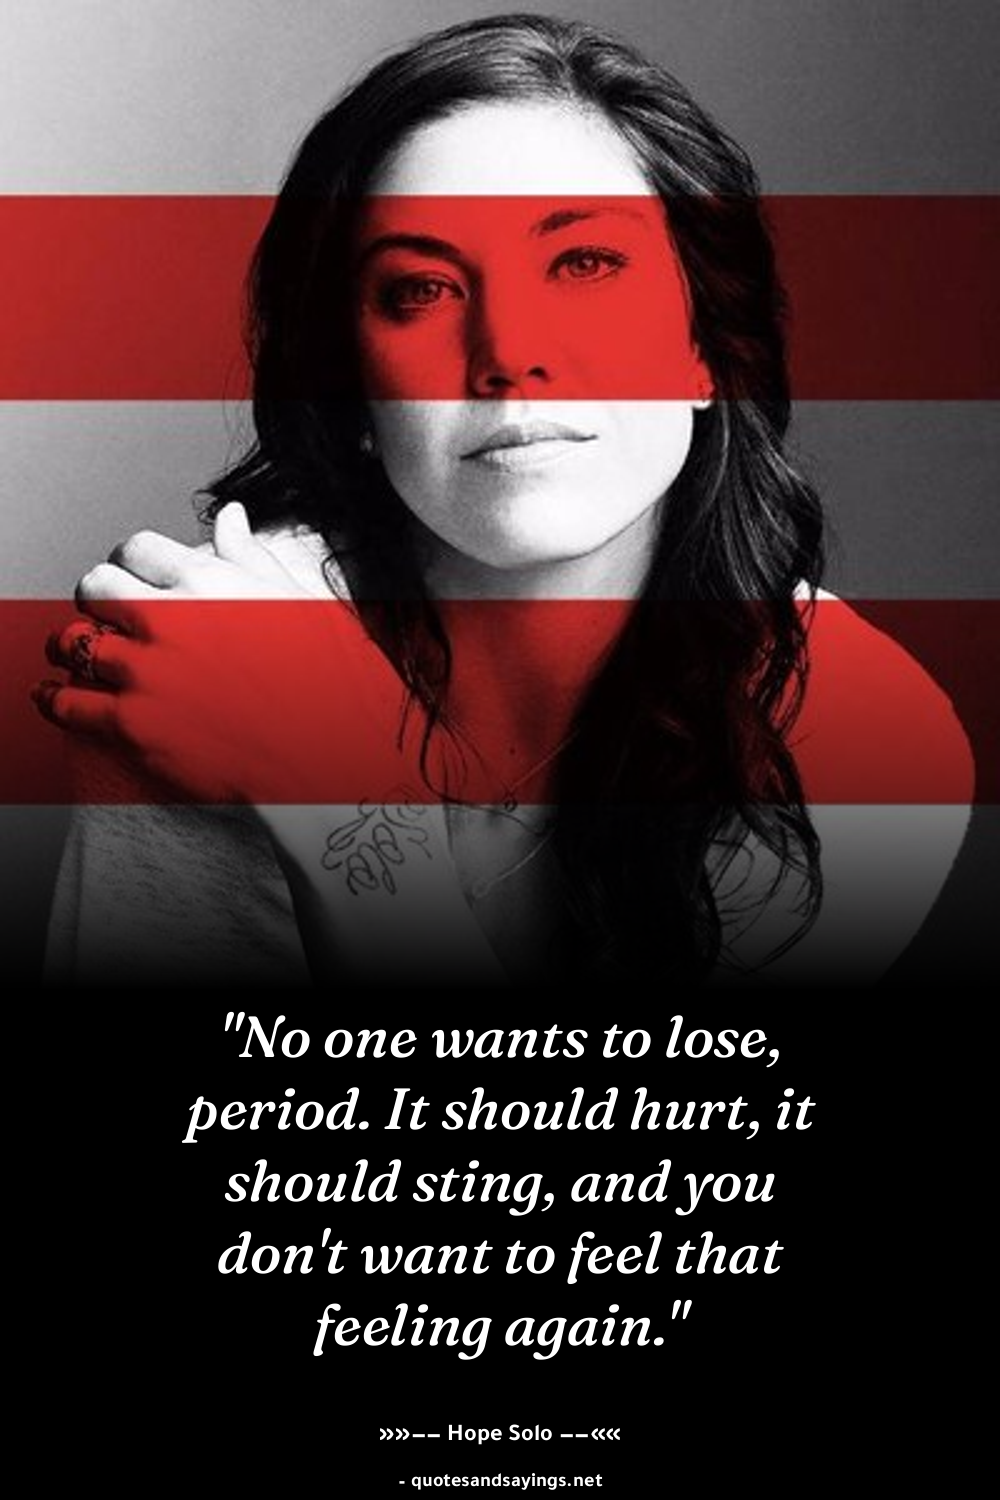 "No one wants to lose,
period. It should hurt, it
should sting, and you
don't want to feel that
feeling again."
»»−− Hope Solo −−««
- quotesandsayings.net